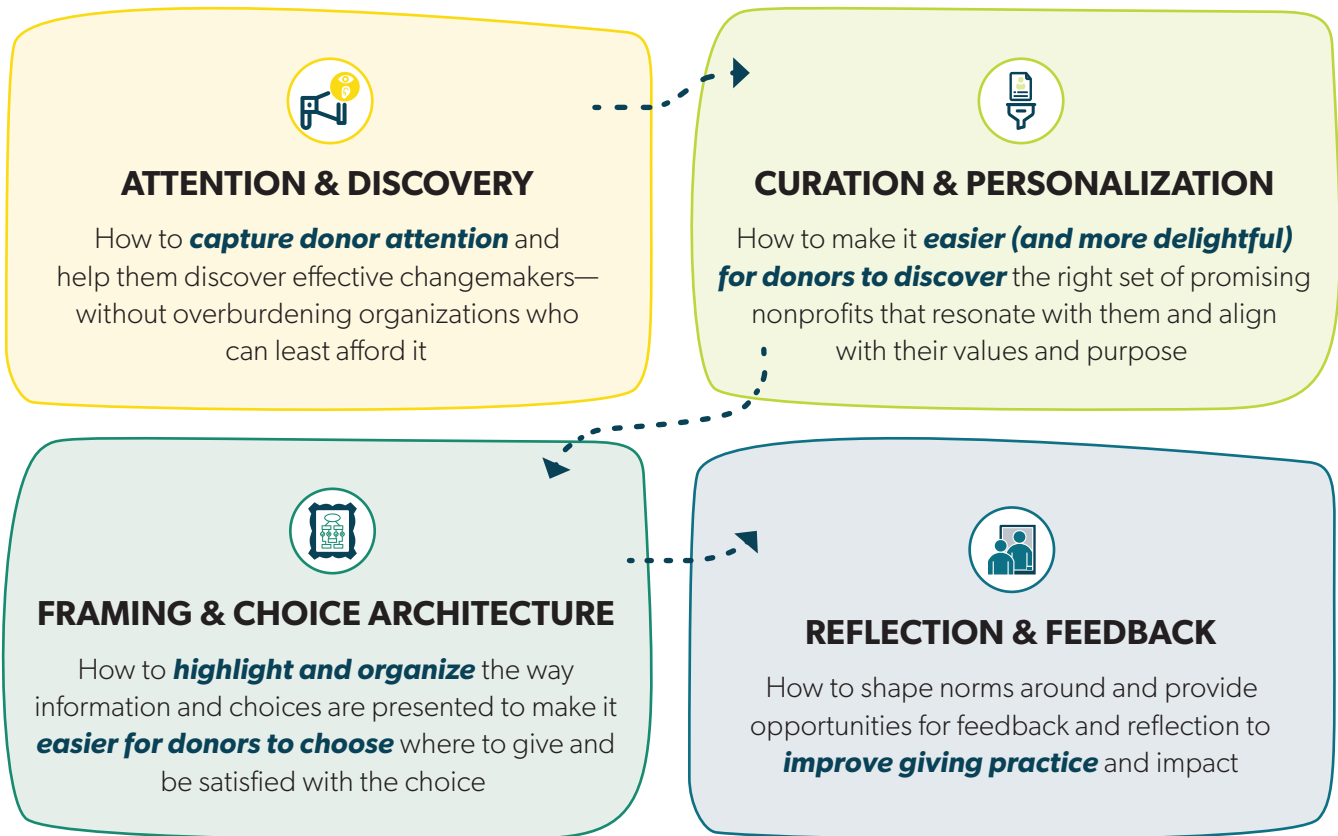 ATTENTION & DISCOVERY
How to capture donor attention and
help them discover effective changemakers—
without overburdening organizations who
can least afford it
CURATION & PERSONALIZATION
How to make it easier (and more delightful)
for donors to discover the right set of promising
nonprofits that resonate with them and align
with their values and purpose
FRAMING & CHOICE ARCHITECTURE
How to highlight and organize the way
information and choices are presented to make it
easier for donors to choose where to give and
be satisfied with the choice
REFLECTION & FEEDBACK
How to shape norms around and provide
opportunities for feedback and reflection to
improve giving practice and impact